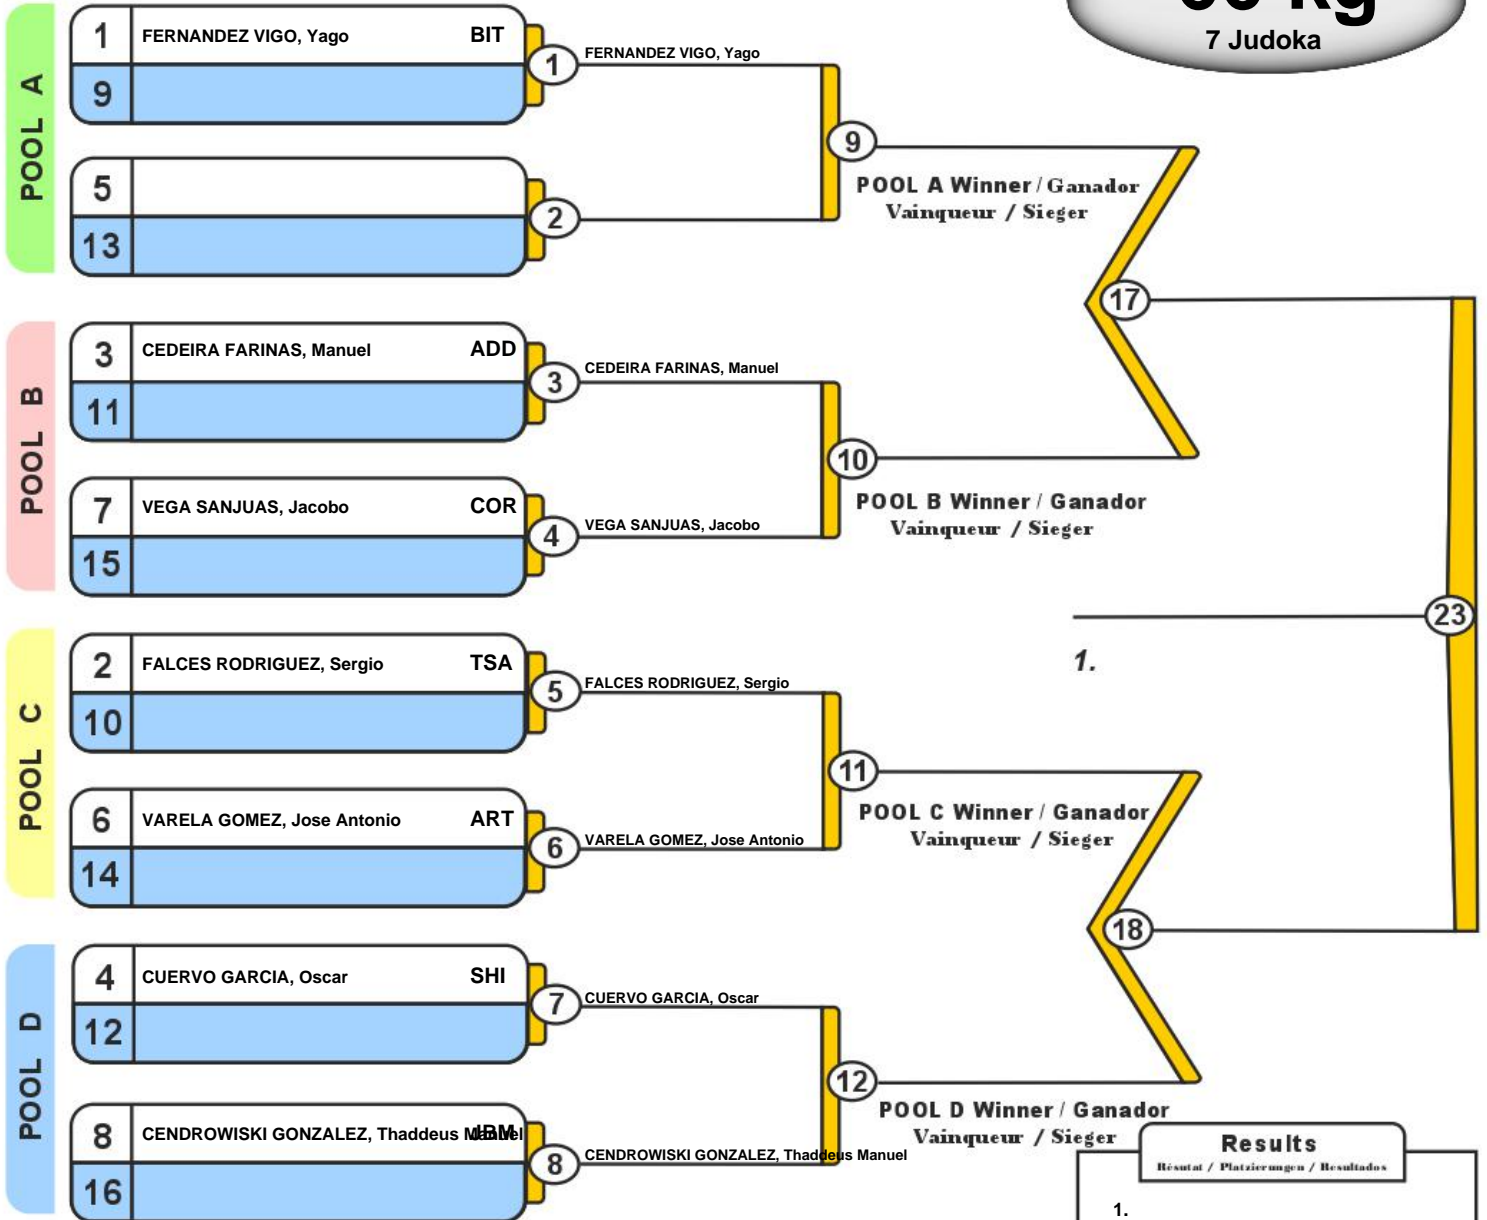 7 Judoka
POOL A
1 FERNANDEZ VIGO, Yago BIT
9
1
FERNANDEZ VIGO, Yago
5
13
2
9
POOL A Winner / Ganador
Vainqueur / Sieger
POOL B
3 CEDEIRA FARINAS, Manuel ADD
11
3
CEDEIRA FARINAS, Manuel
7 VEGA SANJUAS, Jacobo COR
15
4
VEGA SANJUAS, Jacobo
10
POOL B Winner / Ganador
Vainqueur / Sieger
17
23
1.
POOL C
2 FALCES RODRIGUEZ, Sergio TSA
10
5
FALCES RODRIGUEZ, Sergio
6 VARELA GOMEZ, Jose Antonio ART
14
6
VARELA GOMEZ, Jose Antonio
11
POOL C Winner / Ganador
Vainqueur / Sieger
18
POOL D
4 CUERVO GARCIA, Oscar SHI
12
7
CUERVO GARCIA, Oscar
8 CENDROWISKI GONZALEZ, Thaddeus Manuel JBM
16
8
CENDROWISKI GONZALEZ, Thaddeus Manuel
12
POOL D Winner / Ganador
Vainqueur / Sieger
Results
Résutat / Platzierungen / Resultados
1.